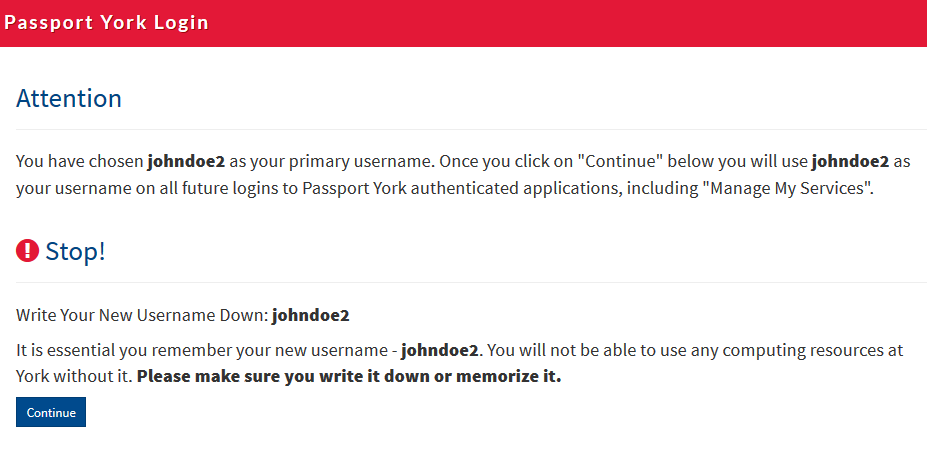 Passport York Login
Attention
You have chosen johndoe2 as your primary username. Once you click on "Continue" below you will use johndoe2 as
your username on all future logins to Passport York authenticated applications, including "Manage My Services".
Stop!
Write Your New Username Down: johndoe2
It is essential you remember your new username - johndoe2. You will not be able to use any computing resources at
York without it. Please make sure you write it down or memorize it.
Continue